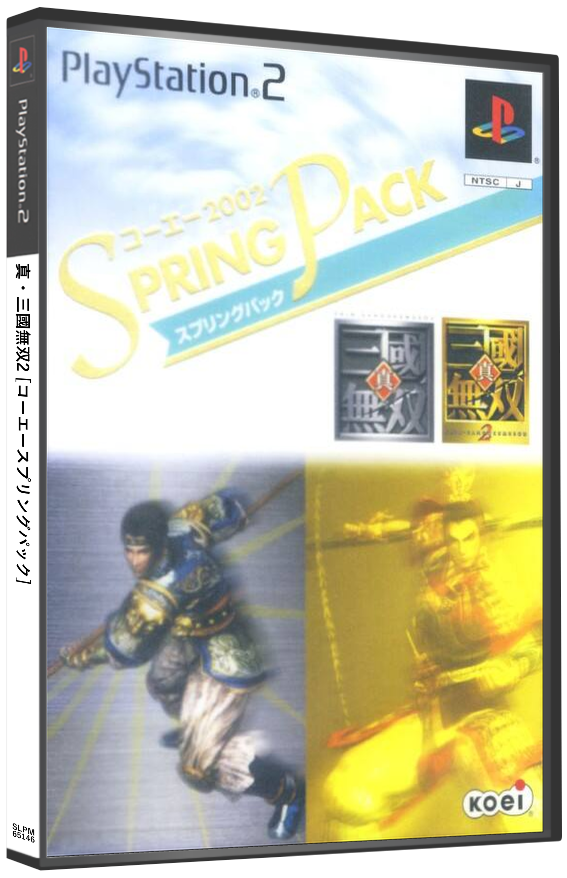 PlayStation®2
NTSC J
コーエー2002
SPRING PACK
スプリングパック
三國無双
真
三國無双
真
2
KOEI
PlayStation®2
真・三國無双2 [コーエースプリングパック]
SLPM
65146